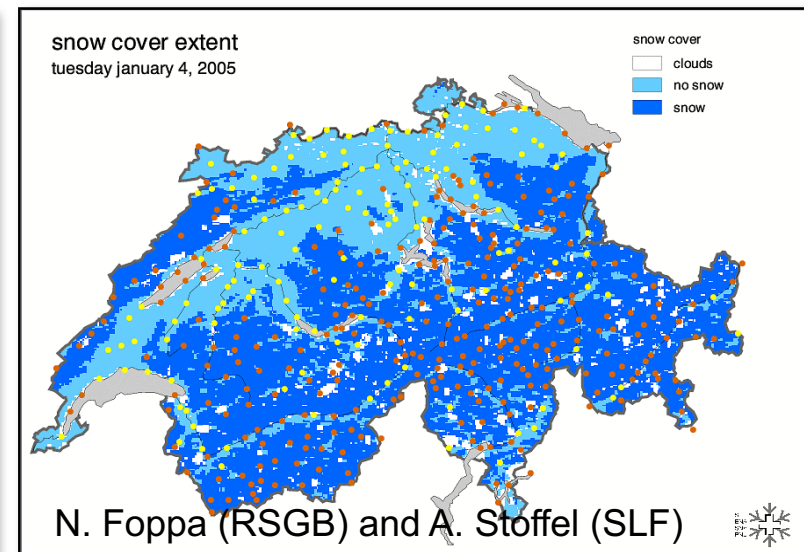 snow cover extent
tuesday january 4, 2005
snow cover
clouds
no snow
snow
N. Foppa (RSGB) and A. Stoffel (SLF)